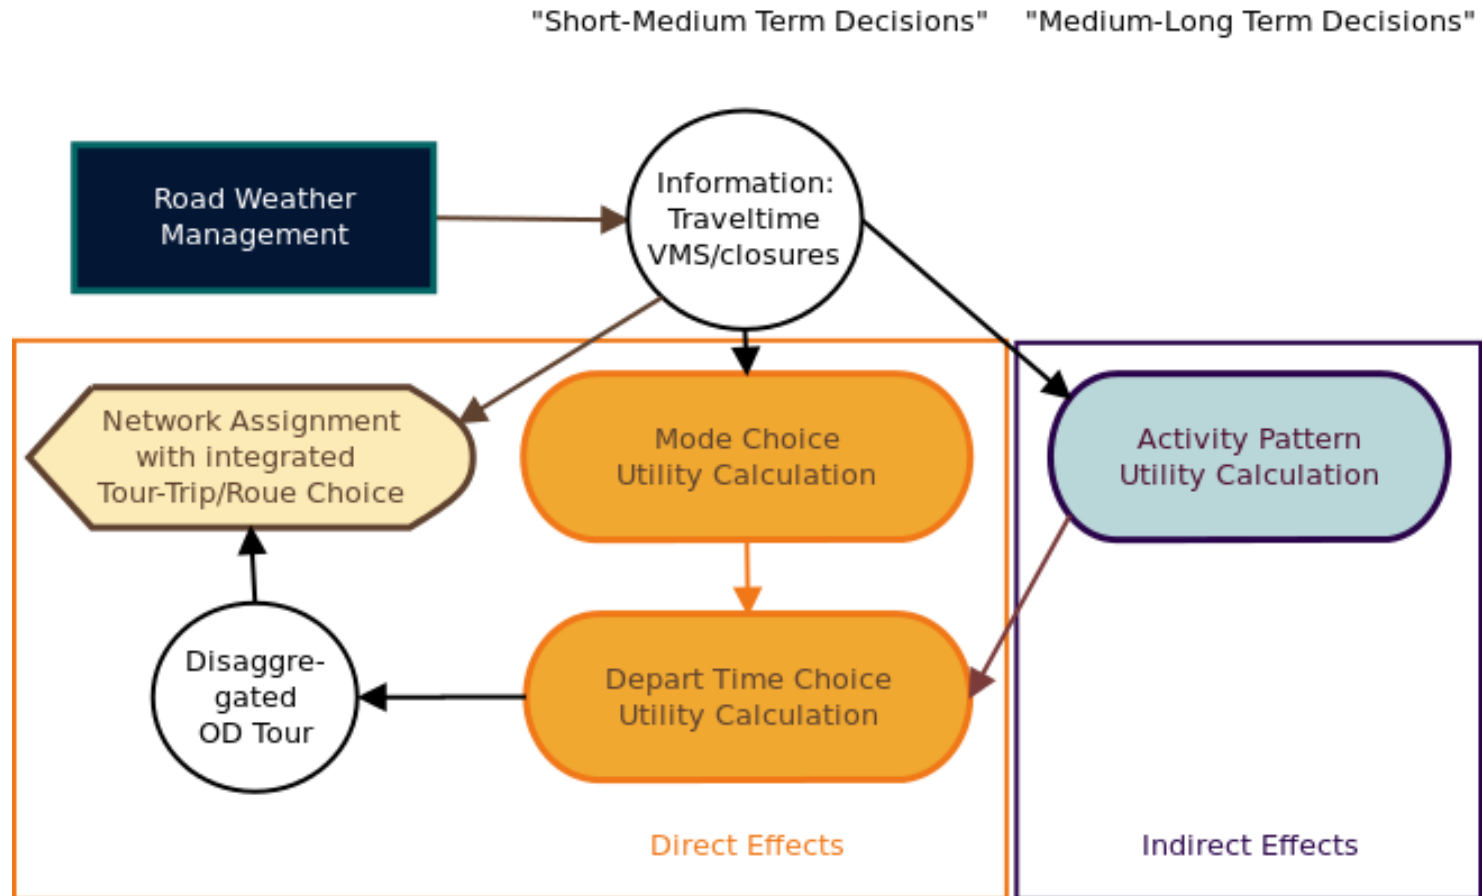 "Short-Medium Term Decisions"
"Medium-Long Term Decisions"
Road Weather
Management
Information:
Traveltime
VMS/closures
Network Assignment
with integrated
Tour-Trip/Roue Choice
Mode Choice
Utility Calculation
Activity Pattern
Utility Calculation
Disaggre-
gated
OD Tour
Depart Time Choice
Utility Calculation
Direct Effects
Indirect Effects